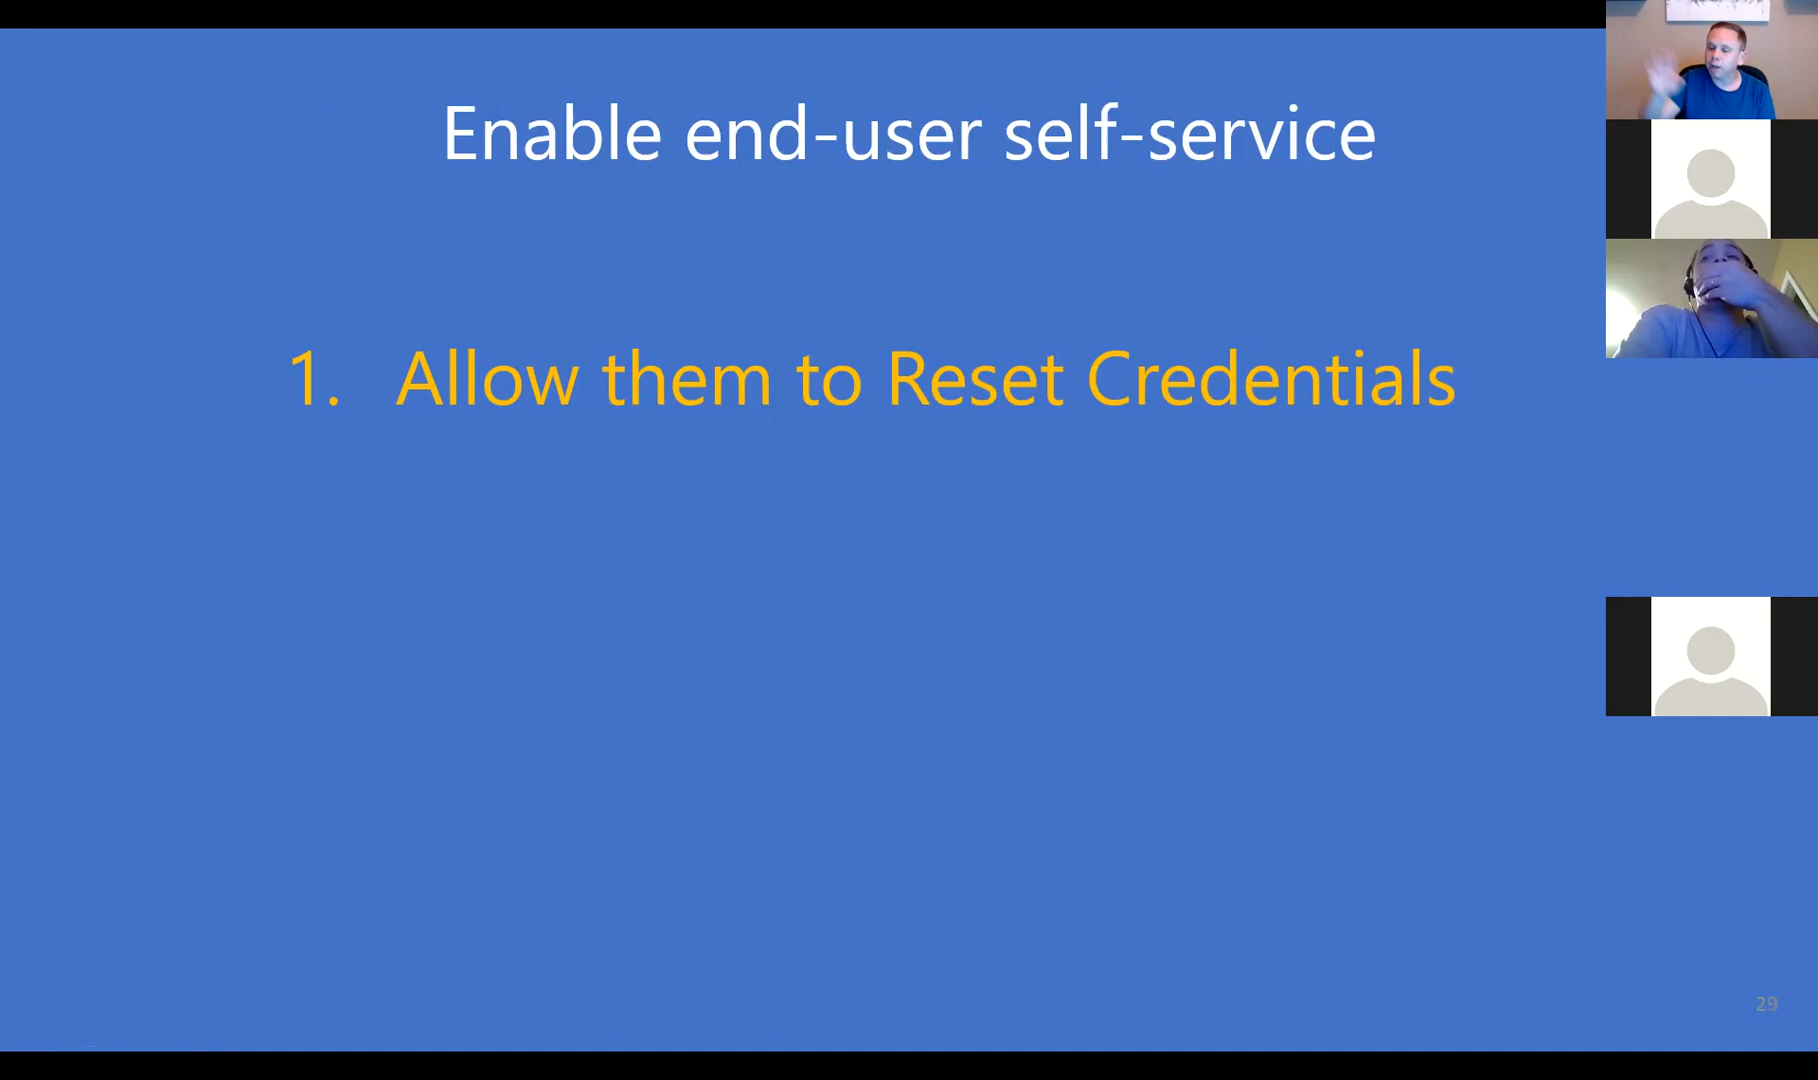 Enable end-user self-service
1. Allow them to Reset Credentials
29